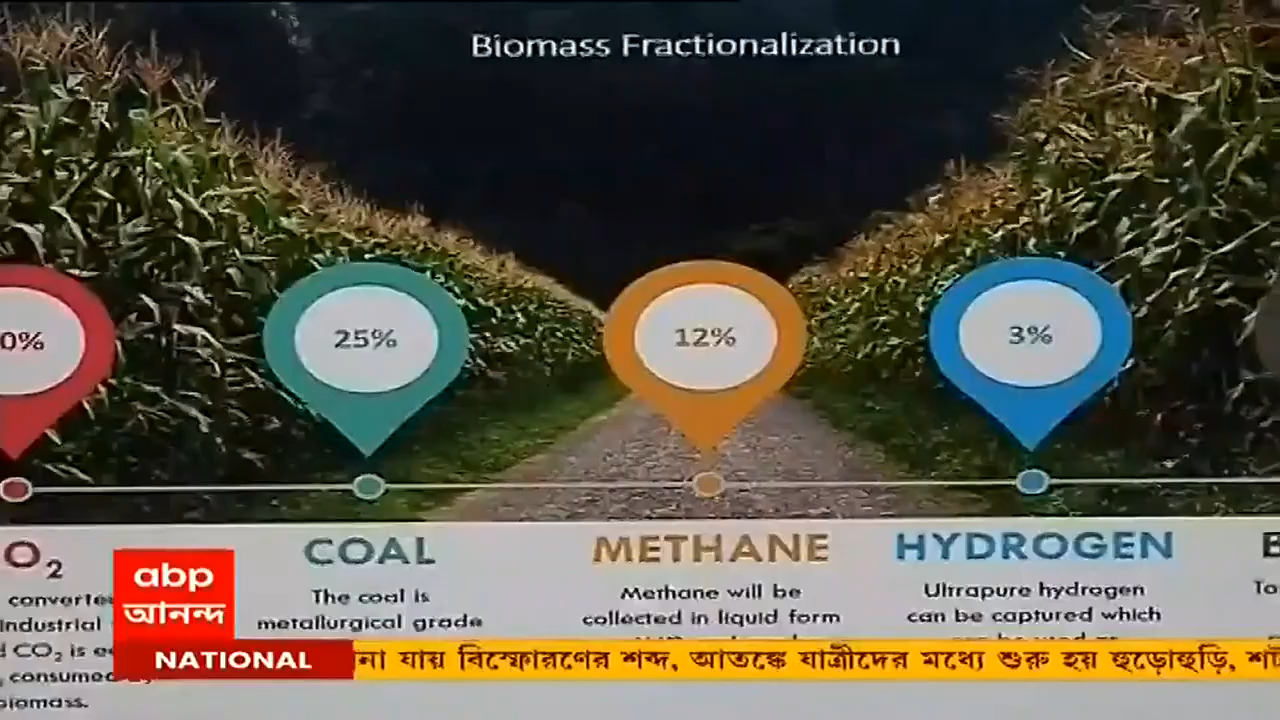 Biomass Fractionalization
0%
25%
12%
3%
O₂
COAL
METHANE
HYDROGEN
converted
industrial
CO₂ is
consumed
biomass.
The coal is
metallurgical grade
Methane will be
collected in liquid form
Ultrapure hydrogen
can be captured which
To
abp
আনন্দ
NATIONAL
যায় বিস্ফোরণের শব্দ, আতঙ্কে যাত্রীদের মধ্যে শুরু হয় হুড়োহুড়ি,